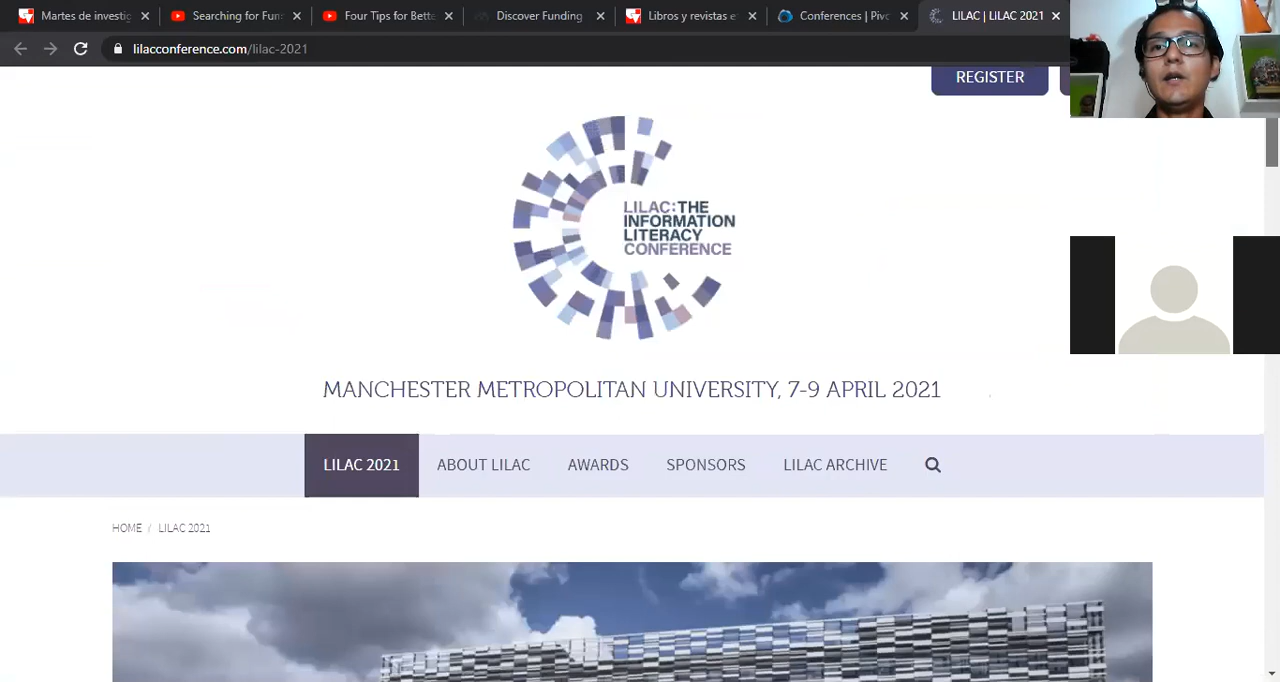 Martes de investig
Searching for Fun
Four Tips for Bette
Discover Funding
Libros y revistas e
Conferences | Pivo
LILAC | LILAC 2021
lilacconference.com/lilac-2021
REGISTER
LILAC: THE
INFORMATION
LITERACY
CONFERENCE
MANCHESTER METROPOLITAN UNIVERSITY, 7-9 APRIL 2021
LILAC 2021
ABOUT LILAC
AWARDS
SPONSORS
LILAC ARCHIVE
HOME / LILAC 2021